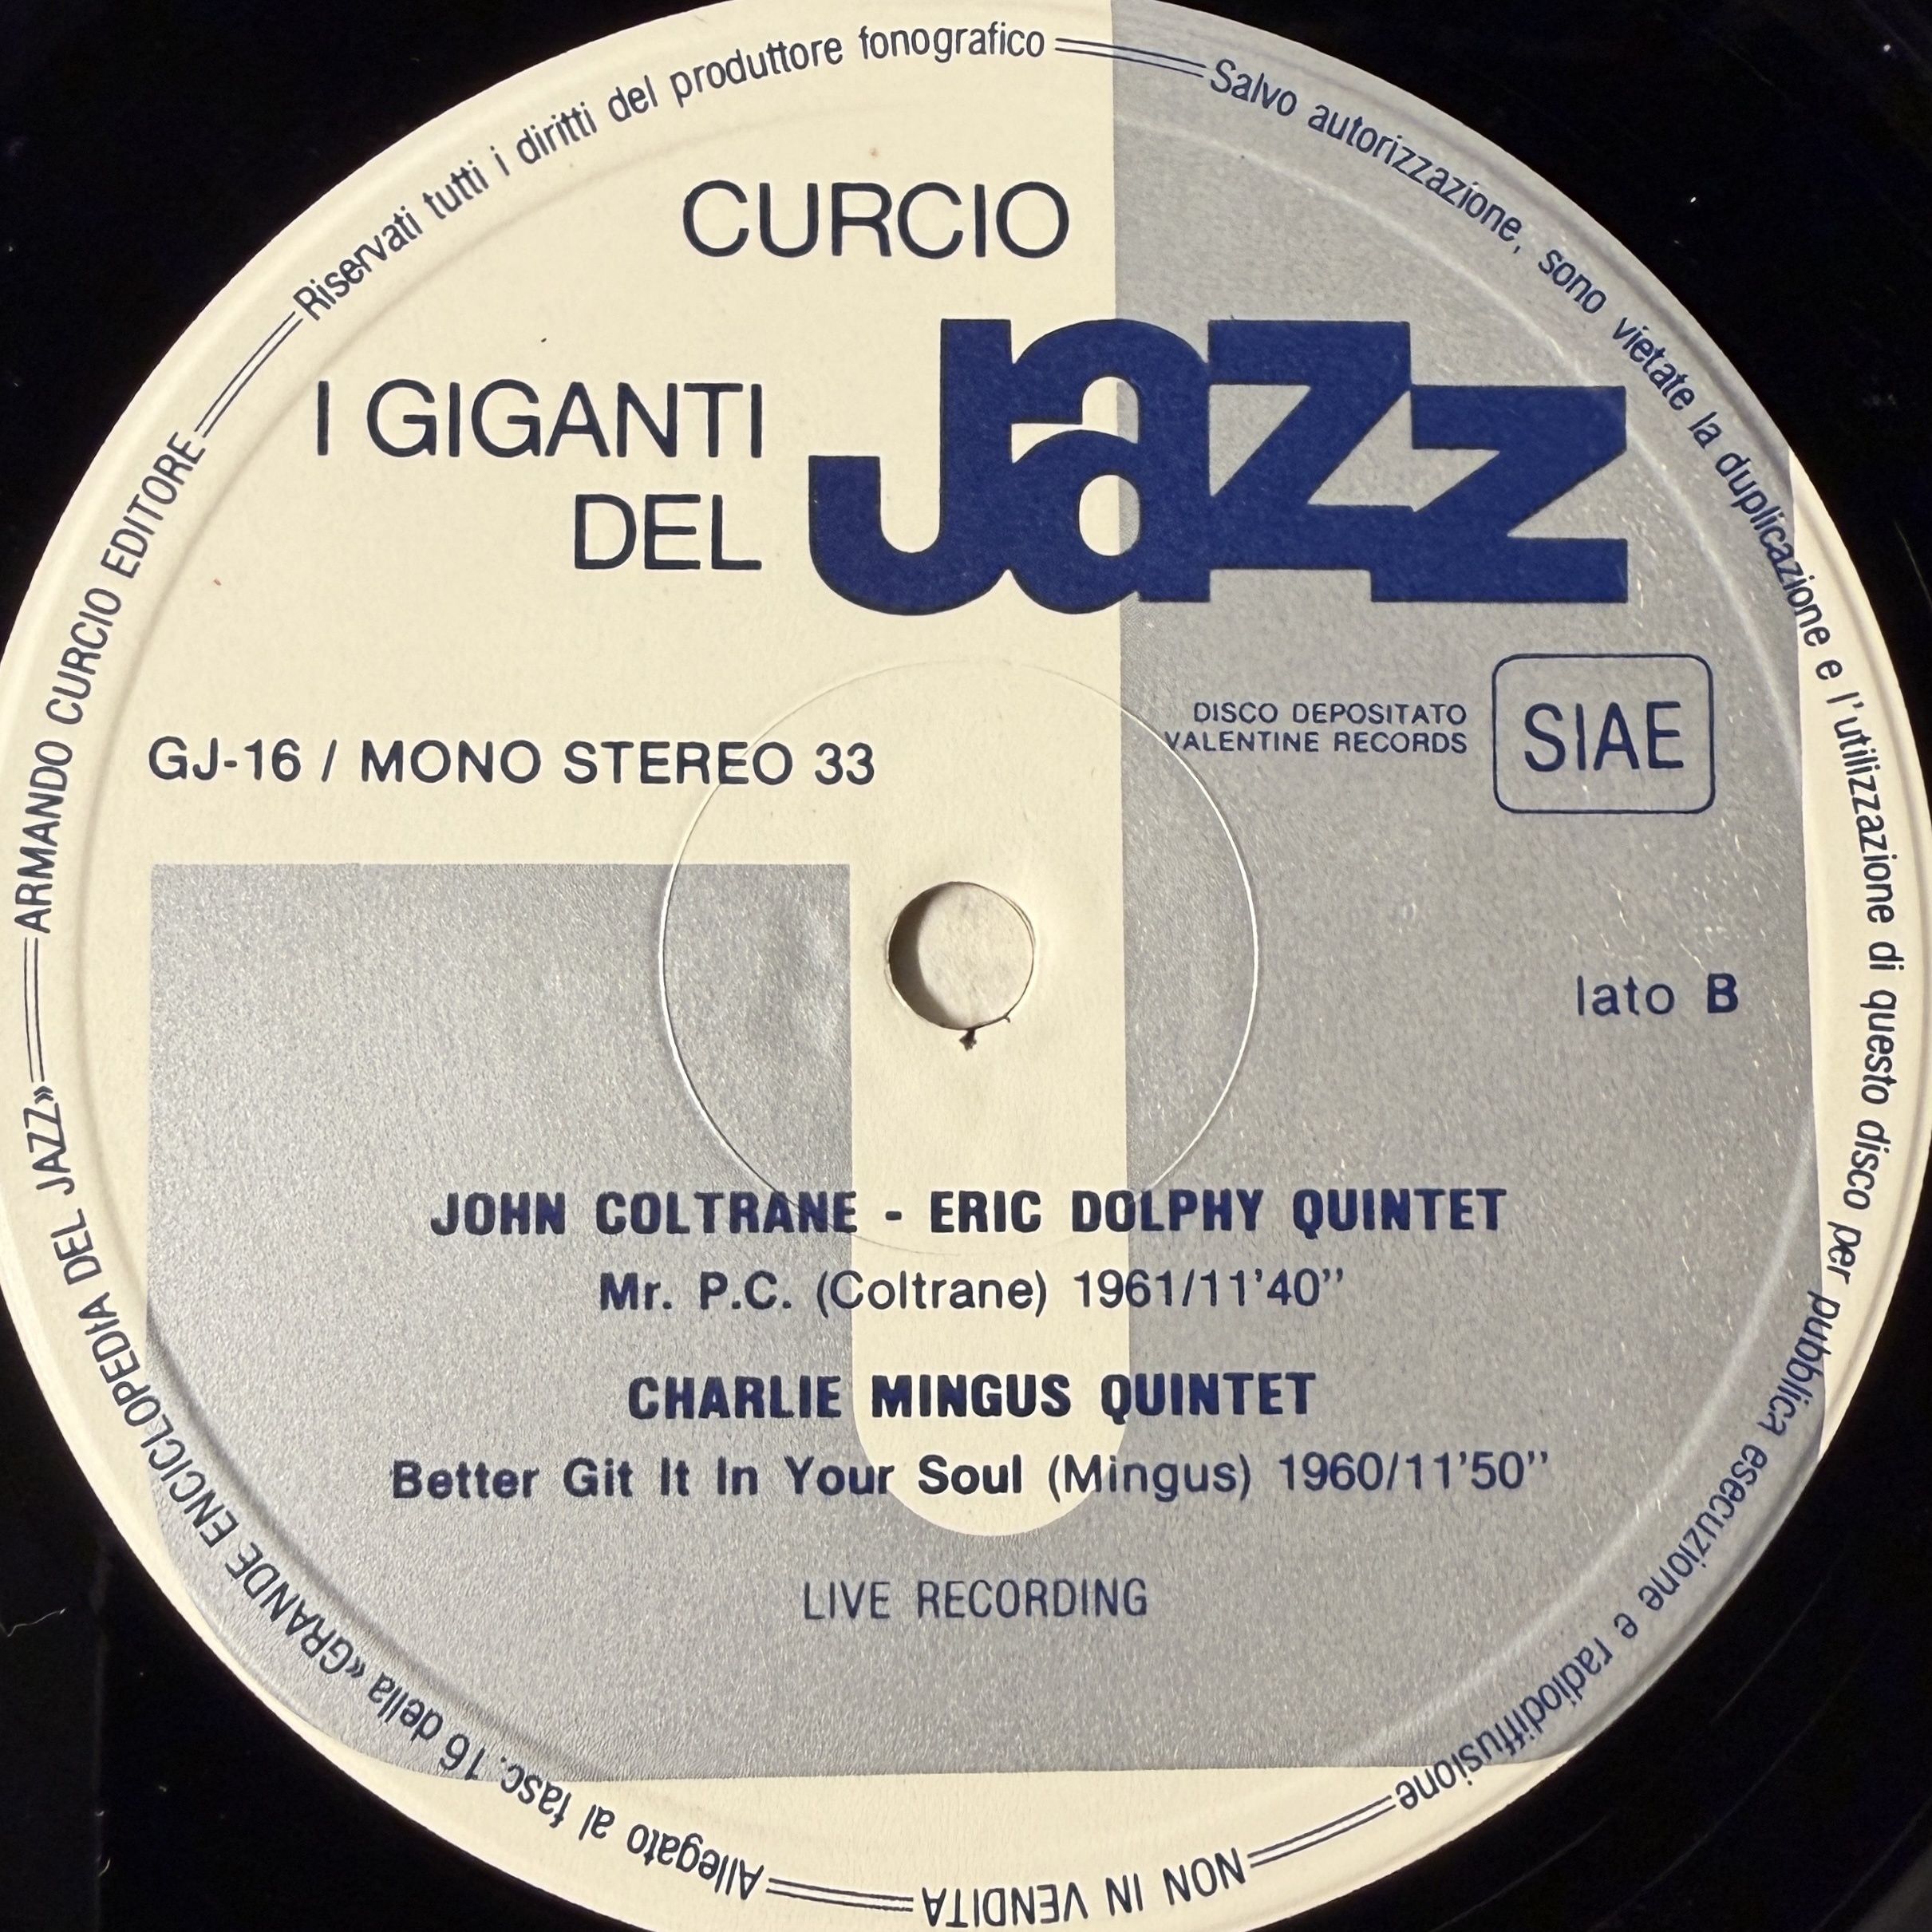 Riservati tutti i diritti del produttore fonografico
Salvo autorizzazione, sono vietate la duplicazione e l'utilizzazione di questo disco per pubblica esecuzione e radiodiffusione
NON IN VENDITA
Allegato al fasc. 16 della «GRANDE ENCICLOPEDIA DEL JAZZ»
ARMANDO CURCIO EDITORE
CURCIO
I GIGANTI
DEL
Jazz
DISCO DEPOSITATO
VALENTINE RECORDS
SIAE
GJ-16 / MONO STEREO 33
lato B
JOHN COLTRANE - ERIC DOLPHY QUINTET
Mr. P.C. (Coltrane) 1961/11'40''
CHARLIE MINGUS QUINTET
Better Git It In Your Soul (Mingus) 1960/11'50''
LIVE RECORDING